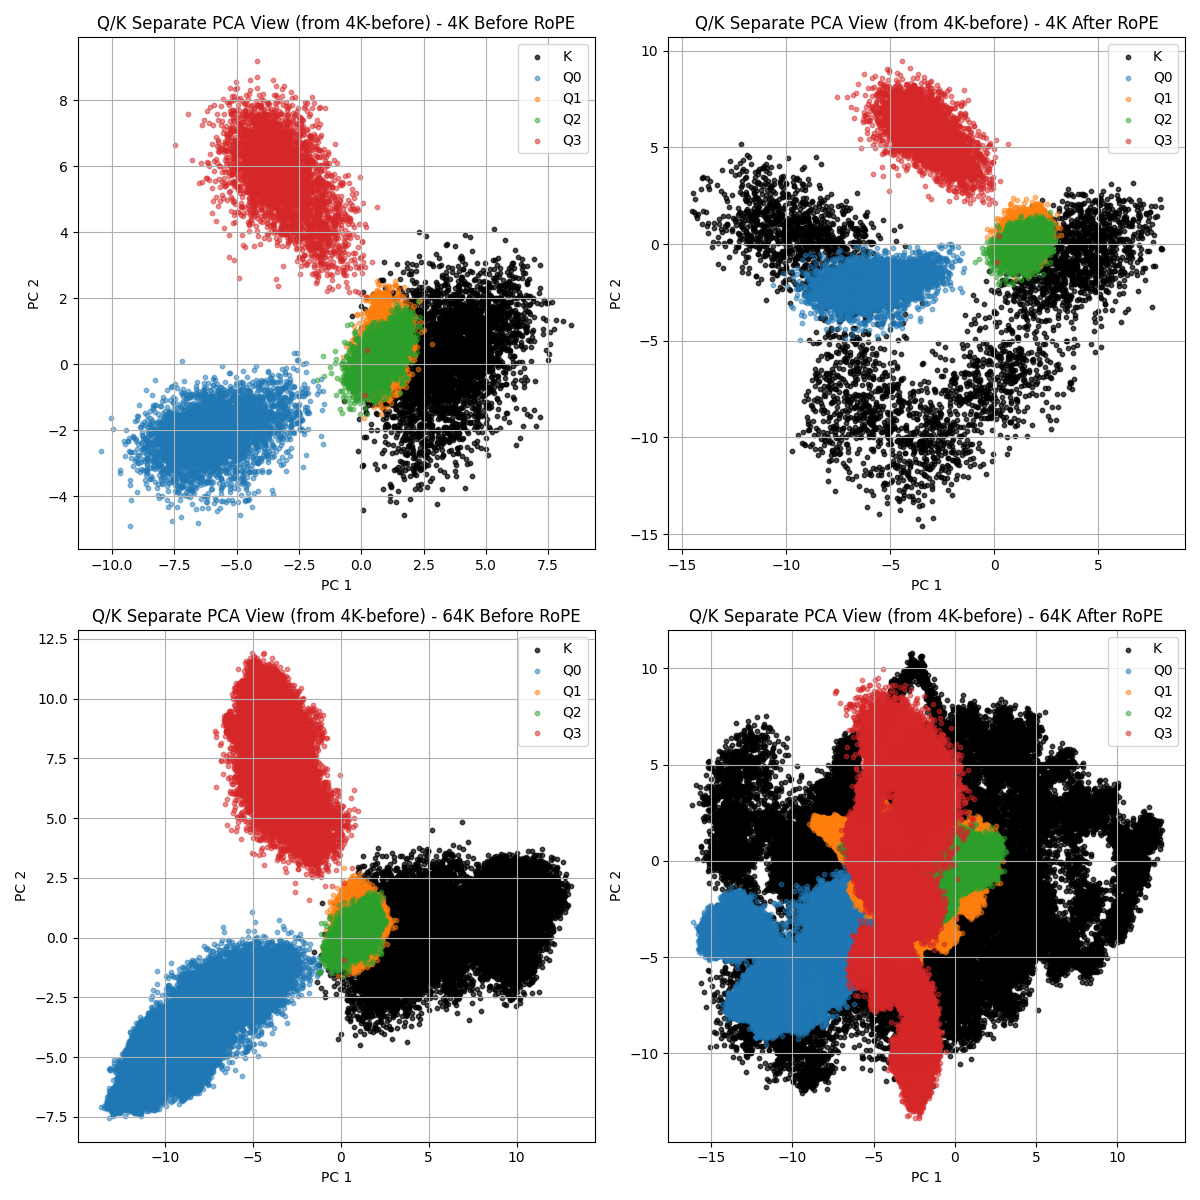 Q/K Separate PCA View (from 4K-before) - 4K Before RoPE
K
Q0
Q1
Q2
Q3
8
6
4
2
0
−2
−4
PC 2
−10.0 −7.5 −5.0 −2.5 0.0 2.5 5.0 7.5
PC 1
Q/K Separate PCA View (from 4K-before) - 4K After RoPE
K
Q0
Q1
Q2
Q3
10
5
0
−5
−10
−15
PC 2
−15 −10 −5 0 5
PC 1
Q/K Separate PCA View (from 4K-before) - 64K Before RoPE
K
Q0
Q1
Q2
Q3
12.5
10.0
7.5
5.0
2.5
0.0
−2.5
−5.0
−7.5
PC 2
−10 −5 0 5 10
PC 1
Q/K Separate PCA View (from 4K-before) - 64K After RoPE
K
Q0
Q1
Q2
Q3
10
5
0
−5
−10
PC 2
−15 −10 −5 0 5 10
PC 1